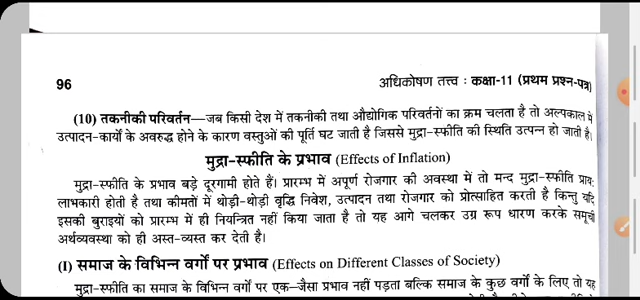 96
अधिकोषण तत्त्व : कक्षा-11 (प्रथम प्रश्न-पत्र)
(10) तकनीकी परिवर्तन—जब किसी देश में तकनीकी तथा औद्योगिक परिवर्तनों का क्रम चलता है तो अल्पकाल में
उत्पादन-कार्यों के अवरुद्ध होने के कारण वस्तुओं की पूर्ति घट जाती है जिससे मुद्रा-स्फीति की स्थिति उत्पन्न हो जाती है।
मुद्रा-स्फीति के प्रभाव (Effects of Inflation)
मुद्रा-स्फीति के प्रभाव बड़े दूरगामी होते हैं। प्रारम्भ में अपूर्ण रोजगार की अवस्था में तो मन्द मुद्रा-स्फीति प्राय:
लाभकारी होती है तथा कीमतों में थोड़ी-थोड़ी वृद्धि निवेश, उत्पादन तथा रोजगार को प्रोत्साहित करती है किन्तु यदि
इसकी बुराइयों को प्रारम्भ में ही नियन्त्रित नहीं किया जाता है तो यह आगे चलकर उग्र रूप धारण करके समूची
अर्थव्यवस्था को ही अस्त-व्यस्त कर देती है।
(I) समाज के विभिन्न वर्गों पर प्रभाव (Effects on Different Classes of Society)
मुद्रा-स्फीति का समाज के विभिन्न वर्गों पर एक—जैसा प्रभाव नहीं पड़ता बल्कि समाज के कुछ वर्गों के लिए तो यह